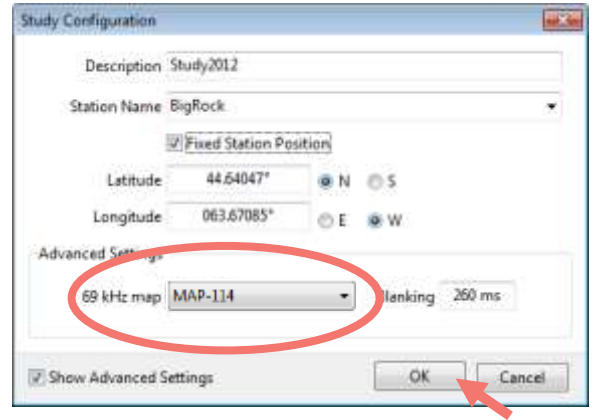 Study Configuration
Description Study2012
Station Name BigRock
Fixed Station Position
Latitude 44.64047° N S
Longitude 063.67085° E W
Advanced Settings
69 kHz map MAP-114 Blanking 260 ms
Show Advanced Settings OK Cancel